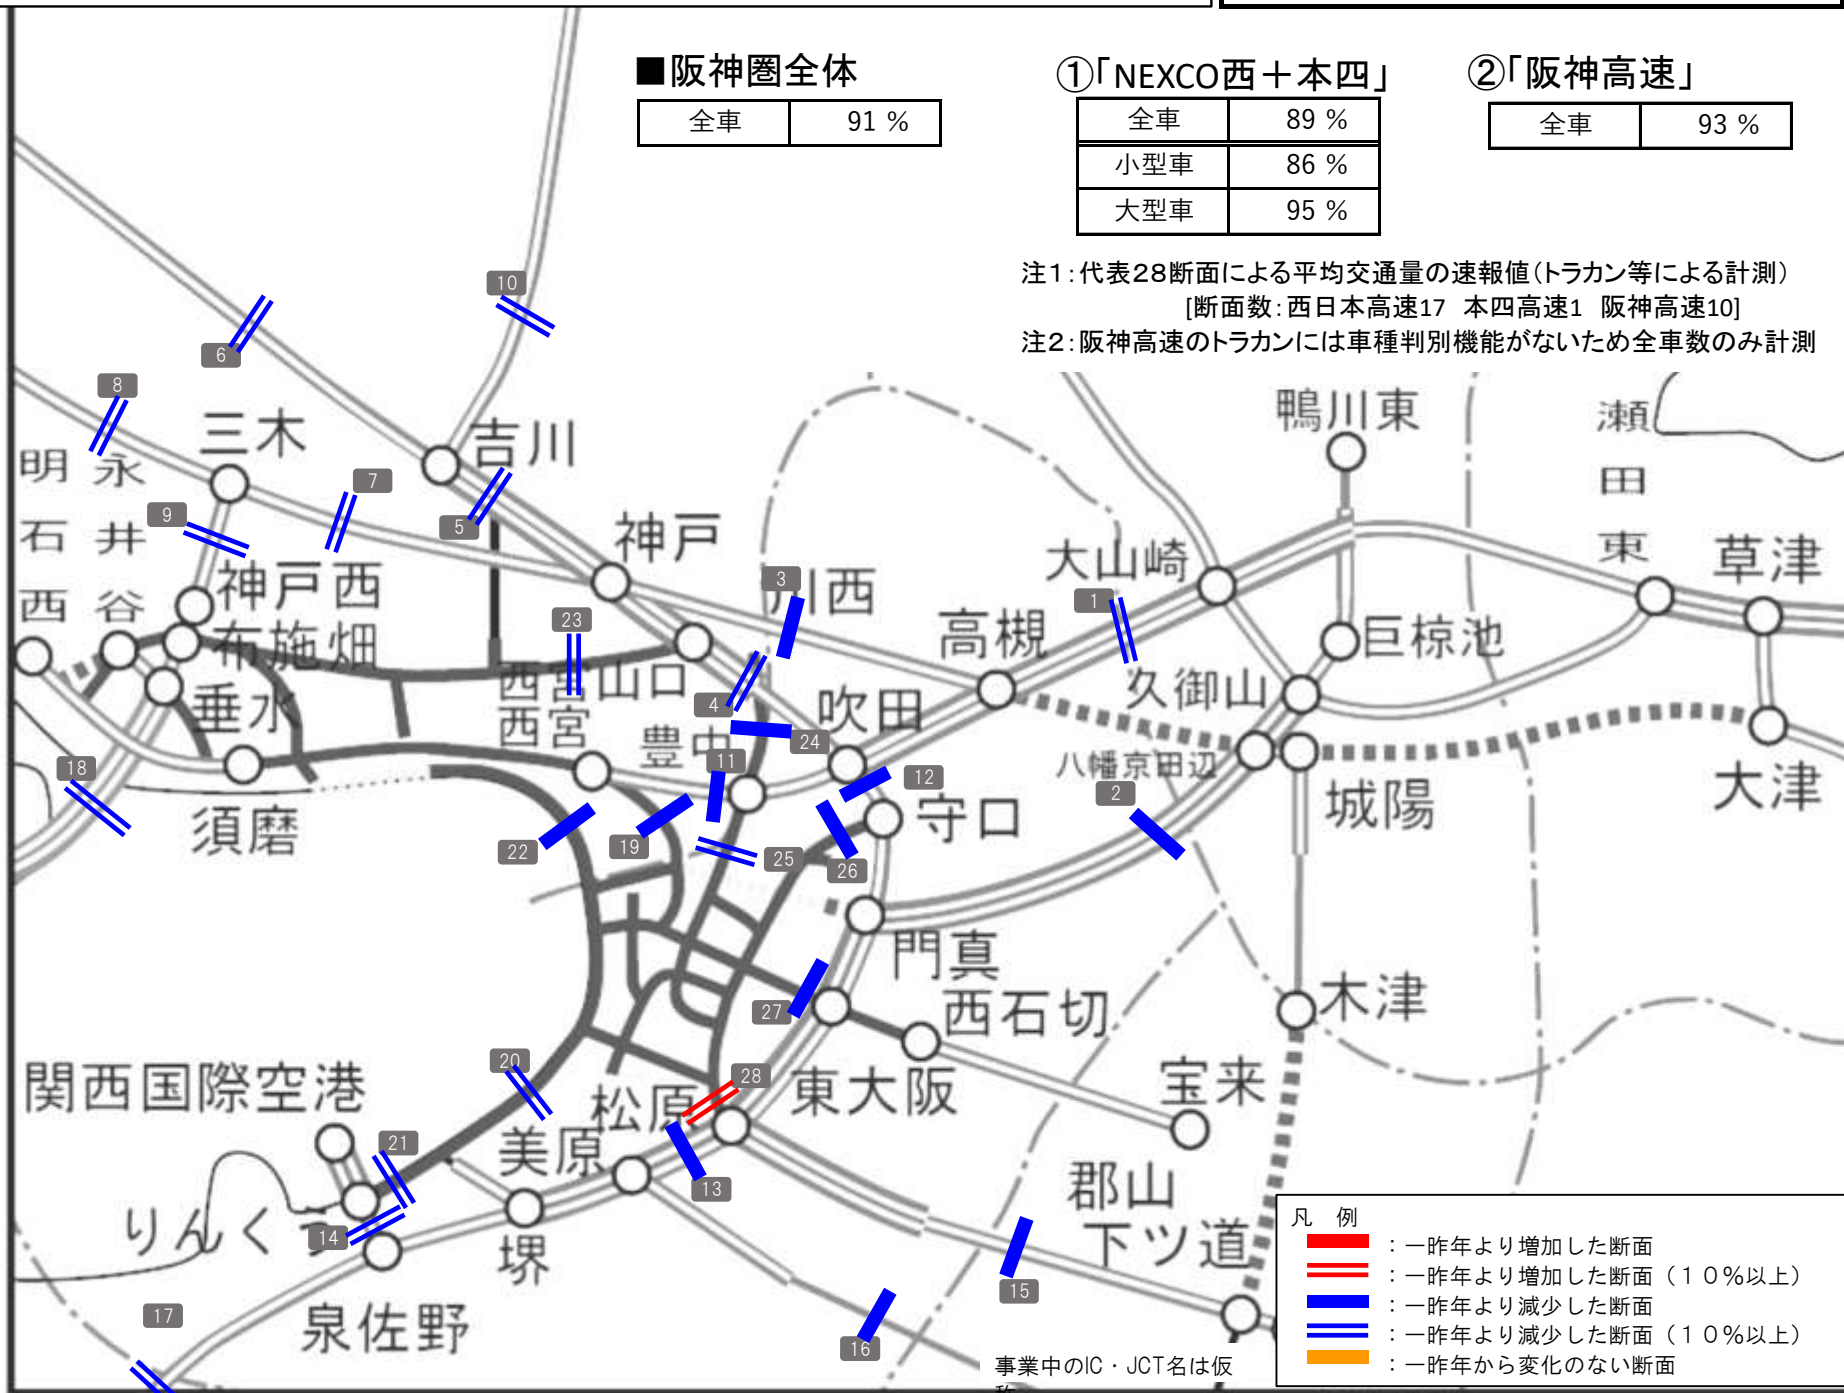 ■阪神圏全体
全車 91 %
①「NEXCO西＋本四」
全車 89 %
小型車 86 %
大型車 95 %
②「阪神高速」
全車 93 %
注1：代表28断面による平均交通量の速報値（トラカン等による計測）
[断面数：西日本高速17 本四高速1 阪神高速10]
注2：阪神高速のトラカンには車種判別機能がないため全車数のみ計測
10
6
8
三木
吉川
鴨川東
瀬田東
明石西
永井谷
7
9
5
神戸
大山崎
草津
神戸西
3
川西
1
高槻
巨椋池
布施畑
23
西宮山口
久御山
垂水
4
吹田
西宮
豊中
24
八幡京田辺
18
11
12
2
城陽
大津
須磨
守口
22
19
25
26
門真
27
西石切
木津
関西国際空港
20
28
松原
東大阪
宝来
21
美原
13
郡山
下ツ道
りんくう
14
堺
15
17
泉佐野
16
事業中のIC・JCT名は仮
称
凡 例
：一昨年より増加した断面
：一昨年より増加した断面（１０％以上）
：一昨年より減少した断面
：一昨年より減少した断面（１０％以上）
：一昨年から変化のない断面